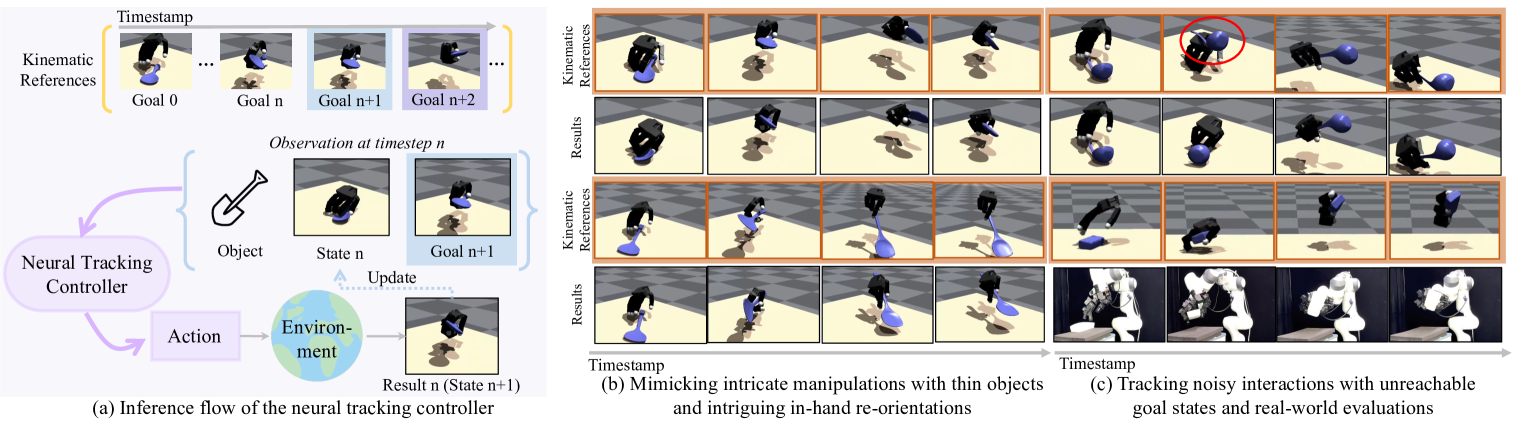 Timestamp
Kinematic
References
...
...
Goal 0
Goal n
Goal n+1
Goal n+2
Observation at timestep n
Object
State n
Goal n+1
Neural Tracking
Controller
Update
Action
Environ-
ment
Result n (State n+1)
(a) Inference flow of the neural tracking controller
Kinematic
References
Results
Kinematic
References
Results
Timestamp
(b) Mimicking intricate manipulations with thin objects
and intriguing in-hand re-orientations
Timestamp
(c) Tracking noisy interactions with unreachable
goal states and real-world evaluations